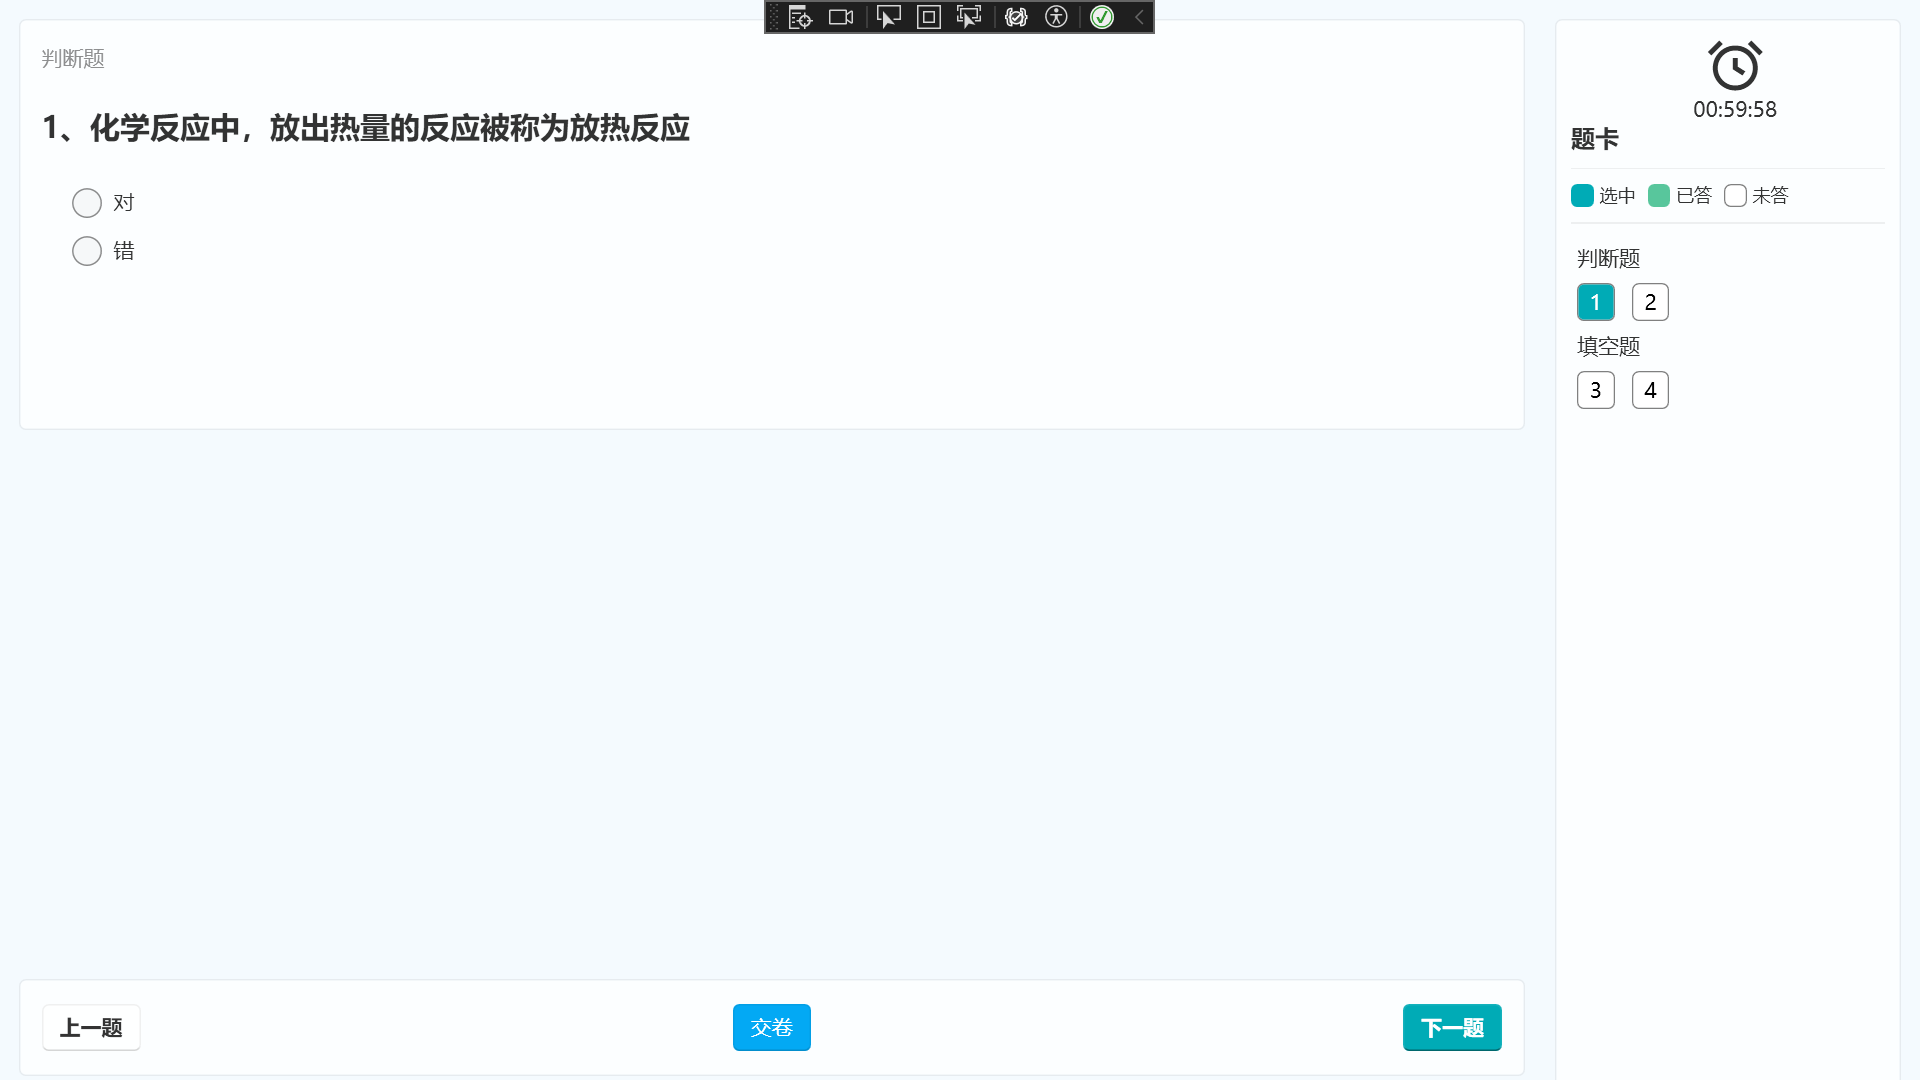 判断题
1、化学反应中，放出热量的反应被称为放热反应
对
错
上一题
交卷
下一题
00:59:58
题卡
选中 已答 未答
判断题
1 2
填空题
3 4